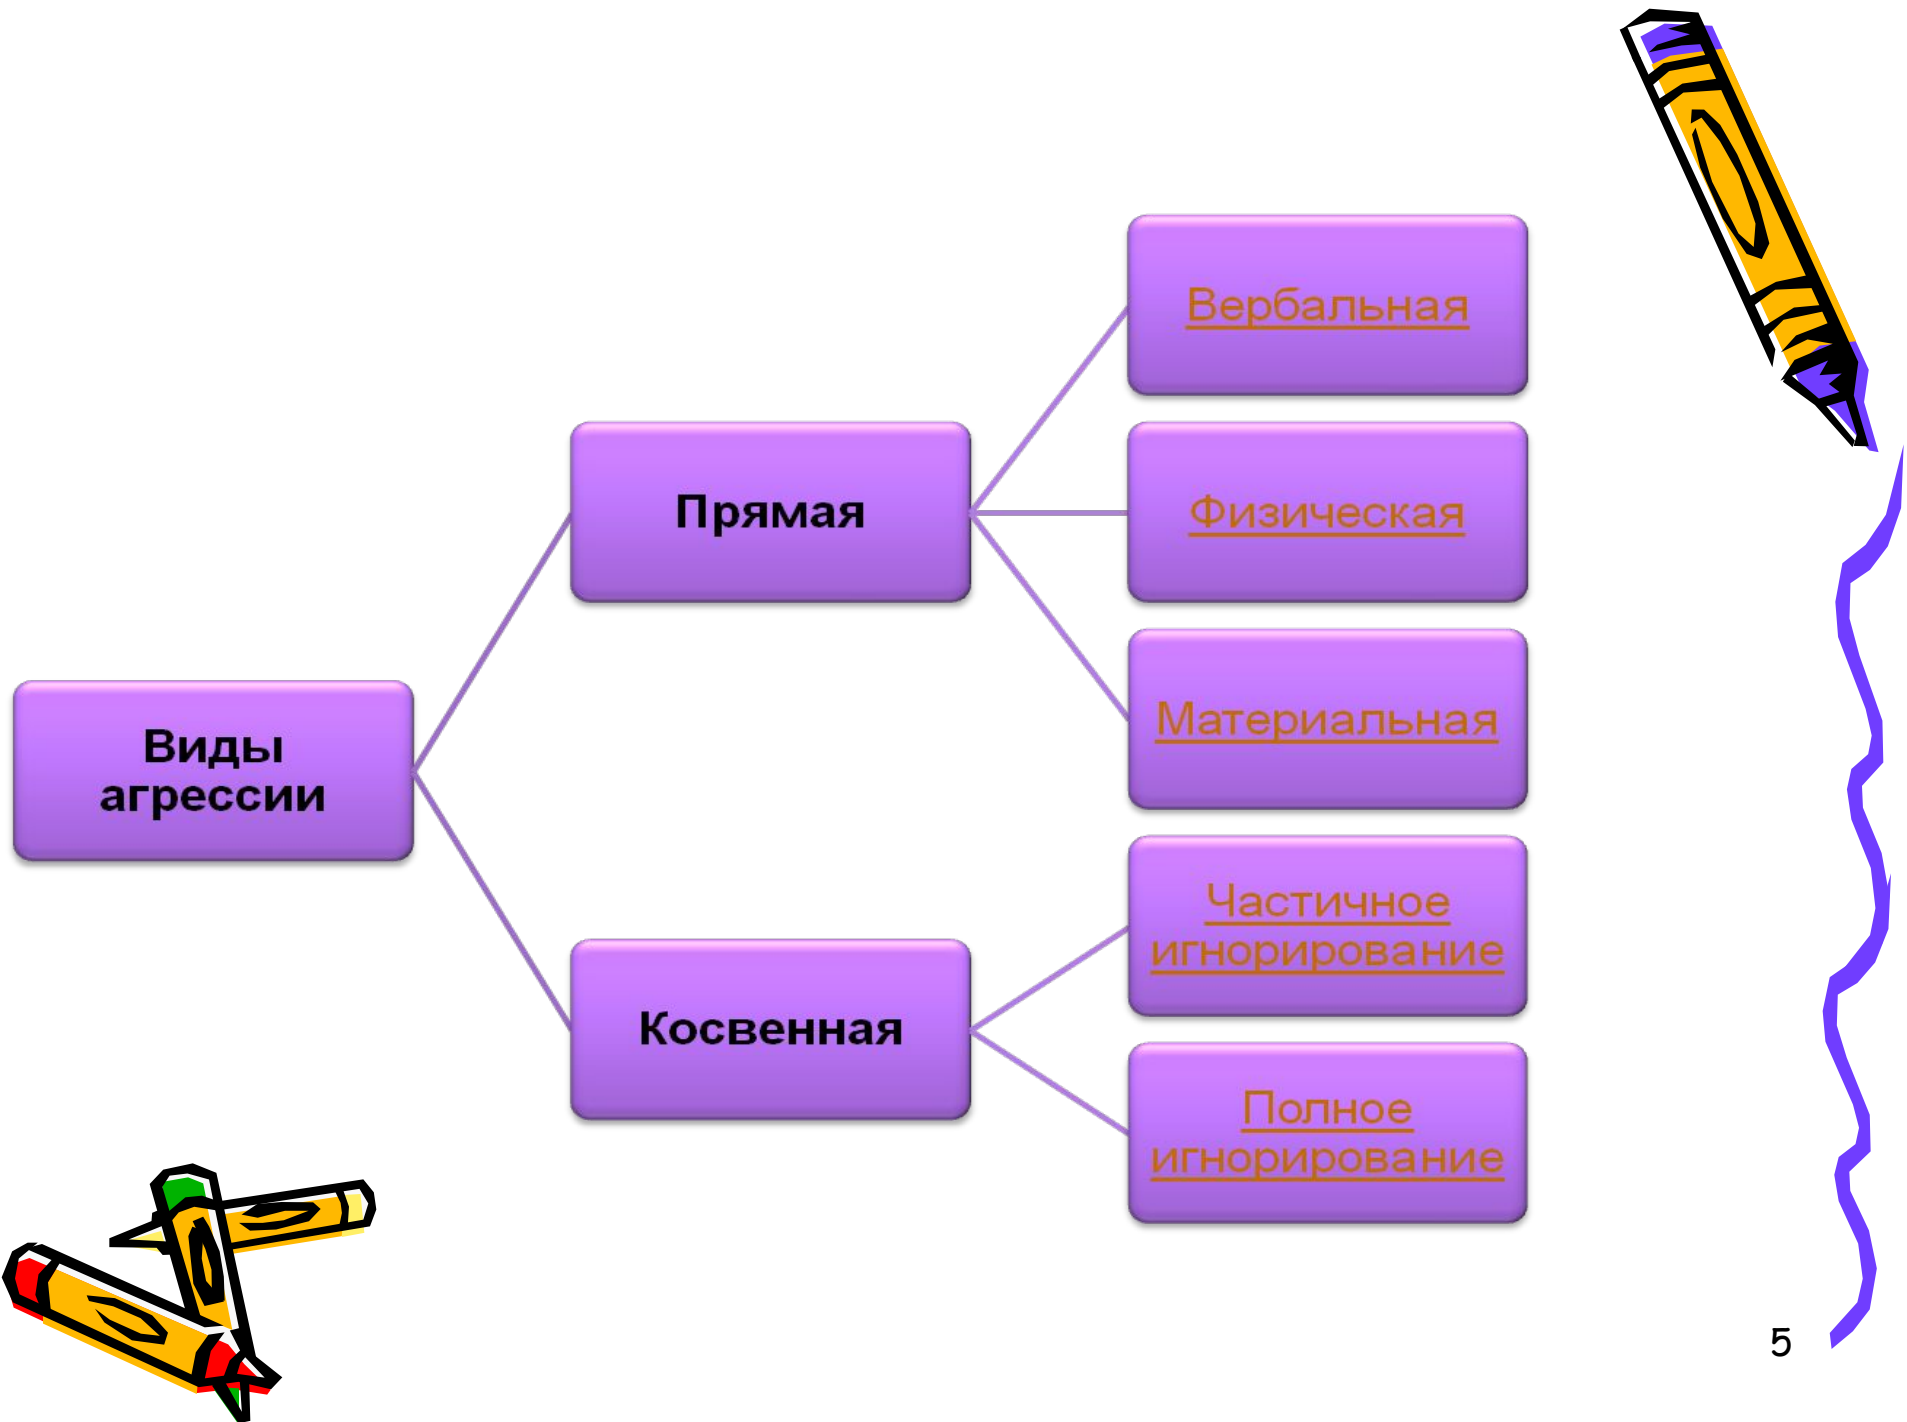 Виды
агрессии
Прямая
Вербальная
Физическая
Материальная
Косвенная
Частичное
игнорирование
Полное
игнорирование
5